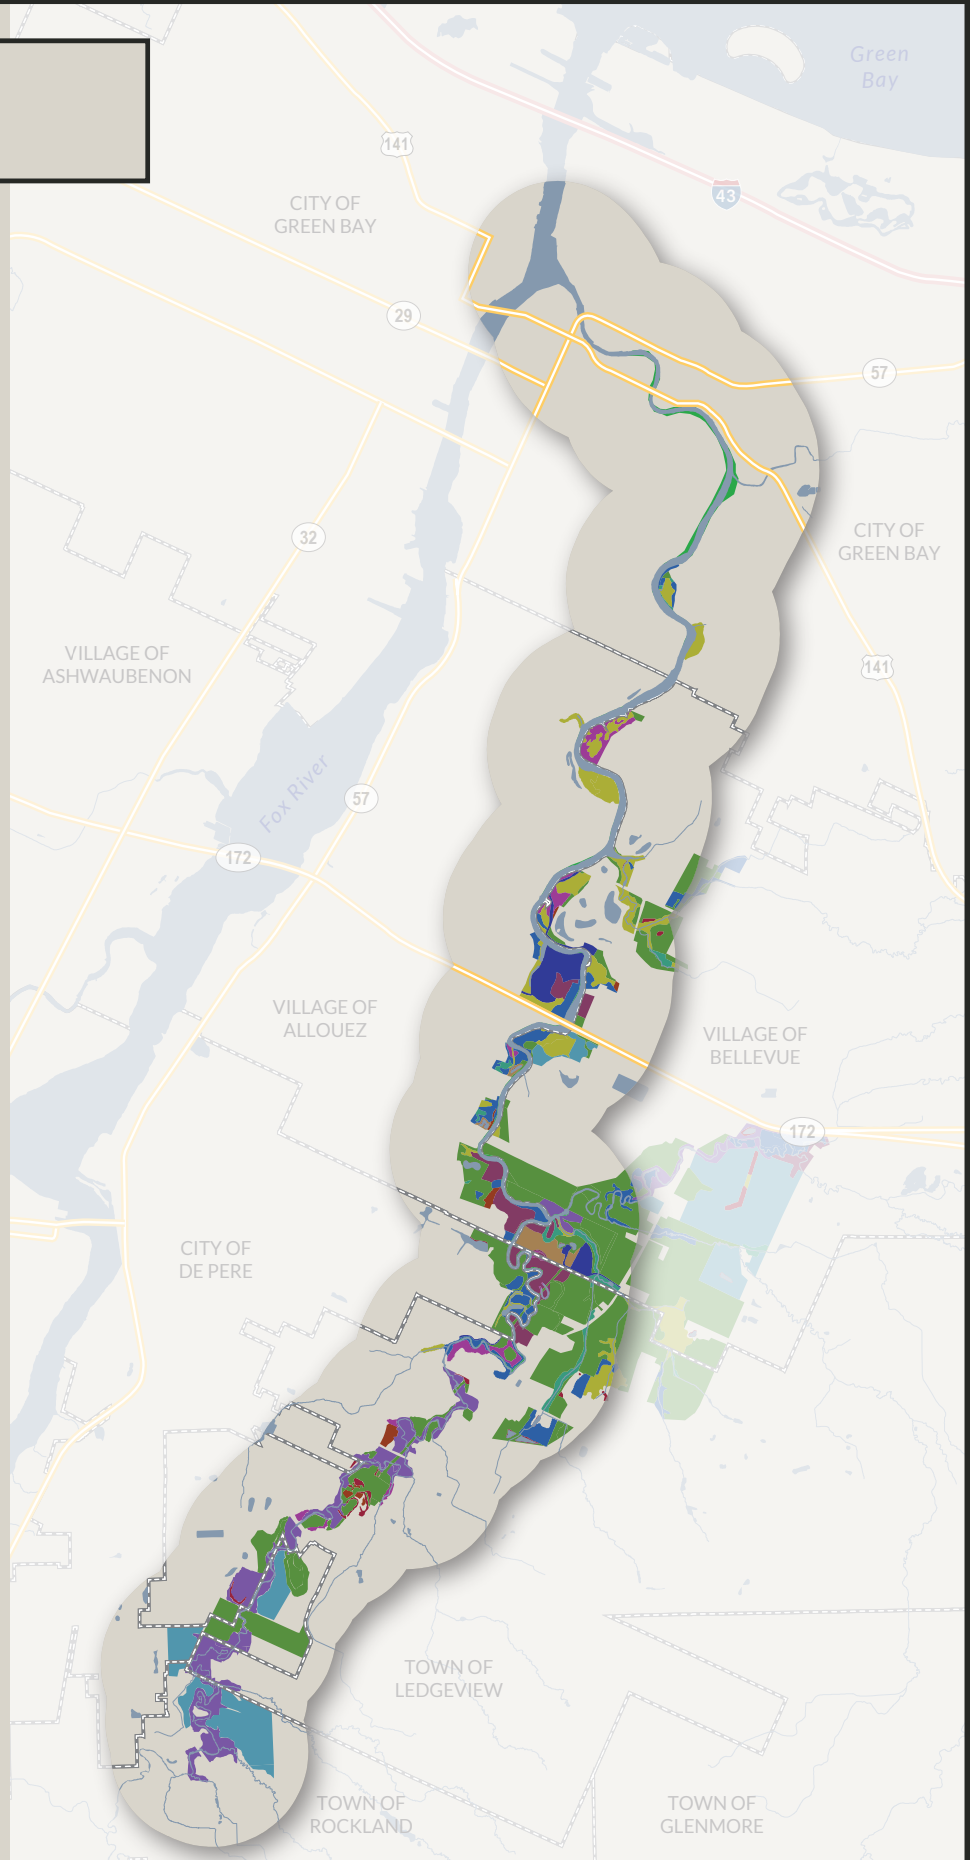 Green
Bay
141
43
CITY OF
GREEN BAY
29
57
32
CITY OF
GREEN BAY
VILLAGE OF
ASHWAUBENON
141
Fox River
57
172
VILLAGE OF
ALLOUEZ
VILLAGE OF
BELLEVUE
172
CITY OF
DE PERE
TOWN OF
LEDGEVIEW
TOWN OF
ROCKLAND
TOWN OF
GLENMORE